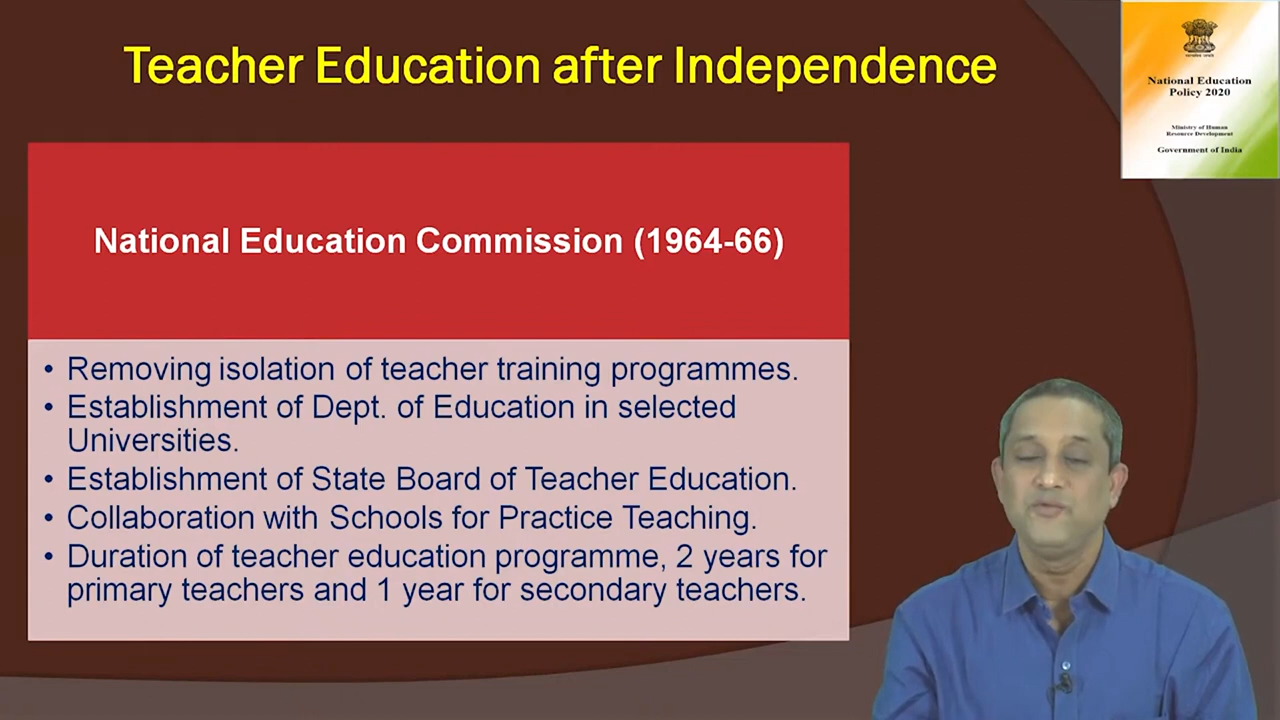 Teacher Education after Independence
National Education
Policy 2020
Ministry of Human
Resource Development
Government of India
National Education Commission (1964-66)
• Removing isolation of teacher training programmes.
• Establishment of Dept. of Education in selected
Universities.
• Establishment of State Board of Teacher Education.
• Collaboration with Schools for Practice Teaching.
• Duration of teacher education programme, 2 years for
primary teachers and 1 year for secondary teachers.